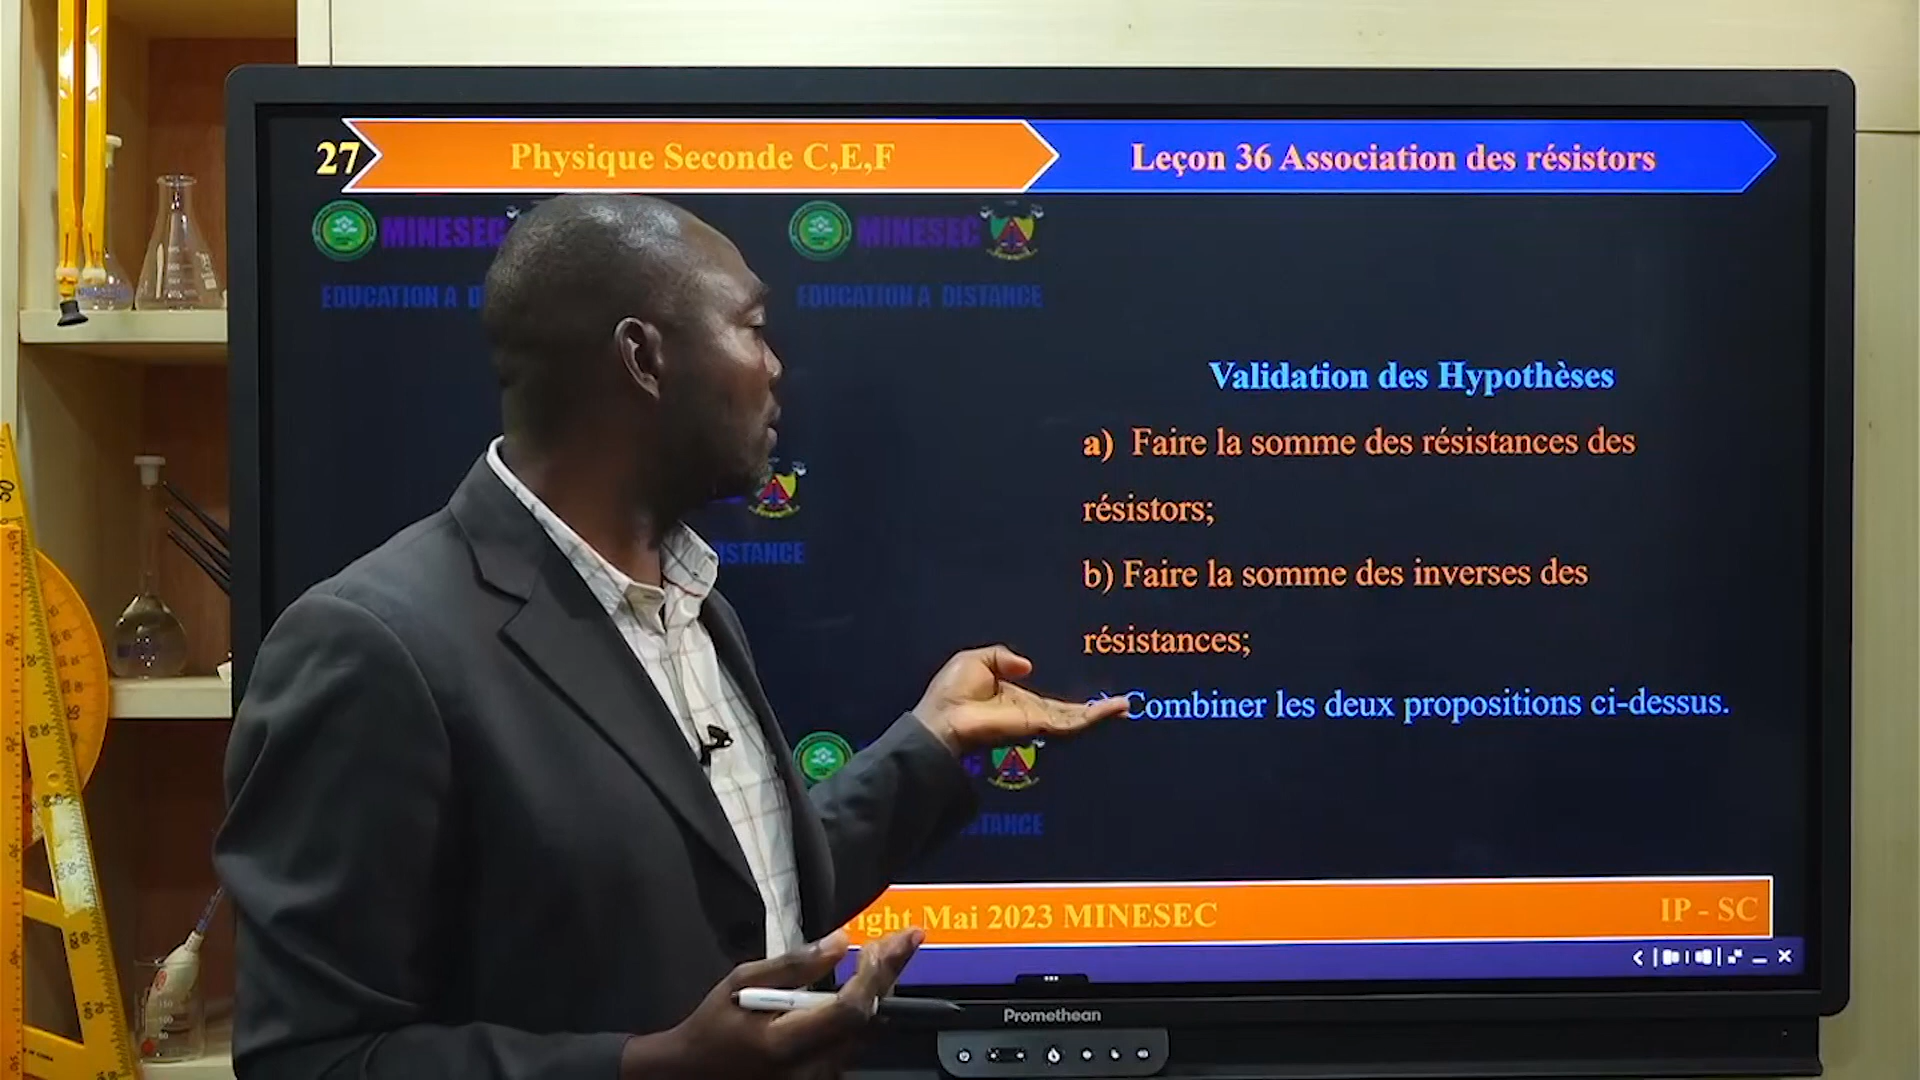 27
Physique Seconde C,E,F
Leçon 36 Association des résistors
MINESEC
MINESEC
EDUCATION A
EDUCATION A DISTANCE
Validation des Hypothèses
a) Faire la somme des résistances des
résistors;
b) Faire la somme des inverses des
résistances;
Combiner les deux propositions ci-dessus.
Mai 2023 MINESEC
IP - SC
Promethean